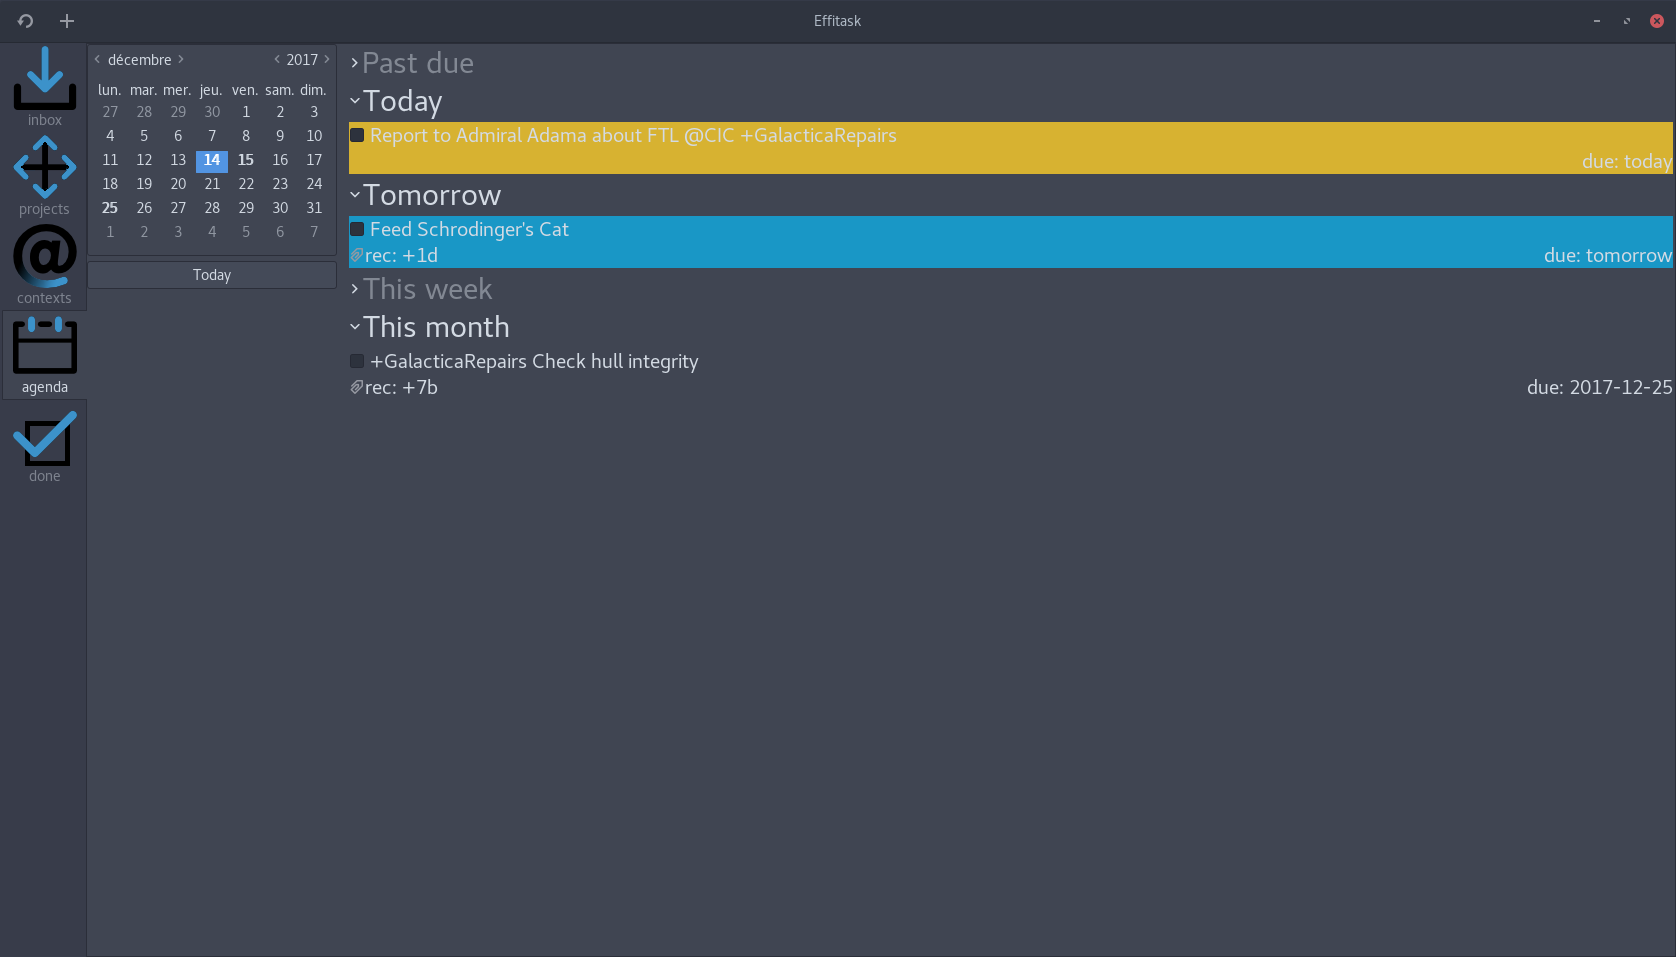 Effitask
inbox
projects
contexts
agenda
done
décembre 2017
lun. mar. mer. jeu. ven. sam. dim.
27 28 29 30 1 2 3
4 5 6 7 8 9 10
11 12 13 14 15 16 17
18 19 20 21 22 23 24
25 26 27 28 29 30 31
1 2 3 4 5 6 7
Today
Past due
Today
Report to Admiral Adama about FTL @CIC +GalacticaRepairs
due: today
Tomorrow
Feed Schrodinger's Cat
rec: +1d due: tomorrow
This week
This month
+GalacticaRepairs Check hull integrity
rec: +7b due: 2017-12-25